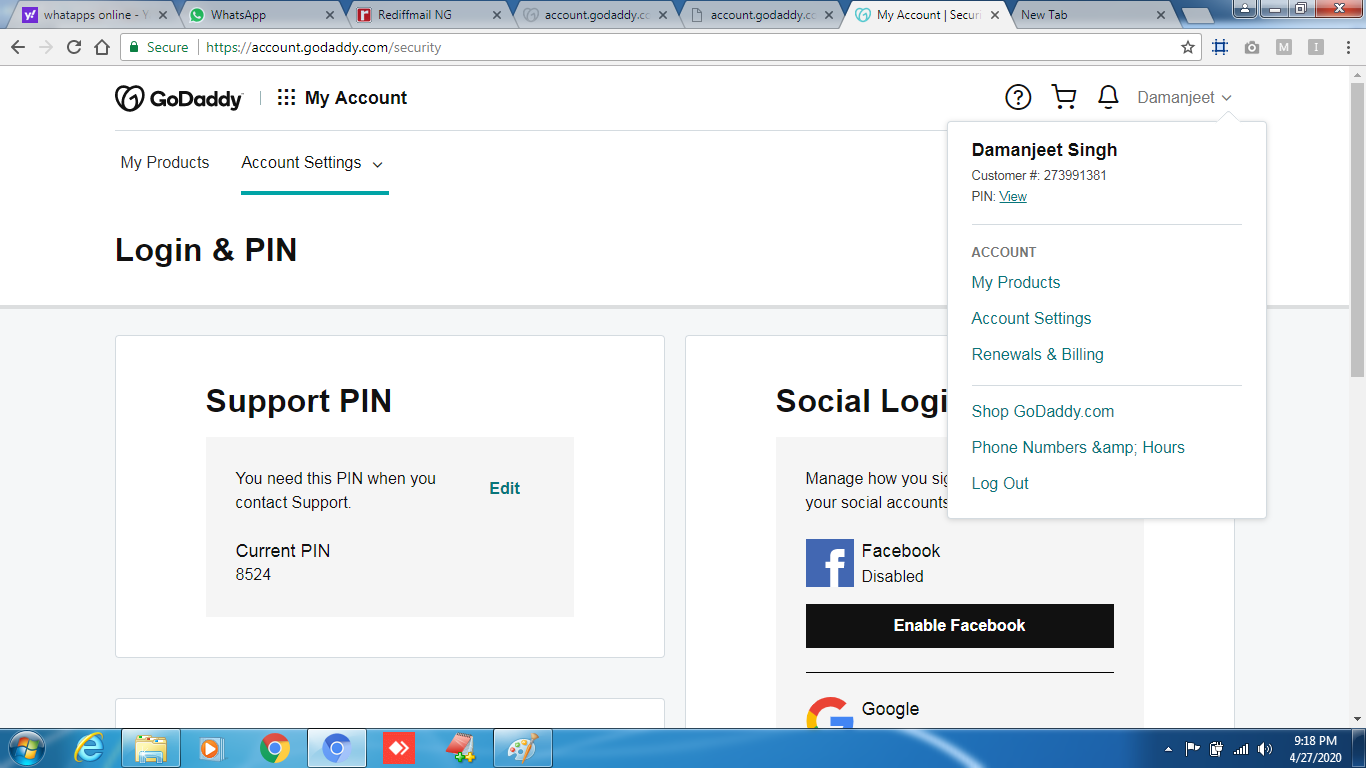 whatapps online - Y
WhatsApp
Rediffmail NG
account.godaddy.co
account.godaddy.co
My Account | Securi
New Tab
Secure
https://account.godaddy.com/security
M
I
GoDaddy
My Account
Damanjeet
My Products
Account Settings
Damanjeet Singh
Customer #: 273991381
PIN: View
Login & PIN
ACCOUNT
My Products
Account Settings
Renewals & Billing
Shop GoDaddy.com
Phone Numbers &amp; Hours
Log Out
Support PIN
You need this PIN when you
contact Support.
Edit
Current PIN
8524
Social Logi
Manage how you sig
your social accounts
Facebook
Disabled
Enable Facebook
Google
9:18 PM
4/27/2020